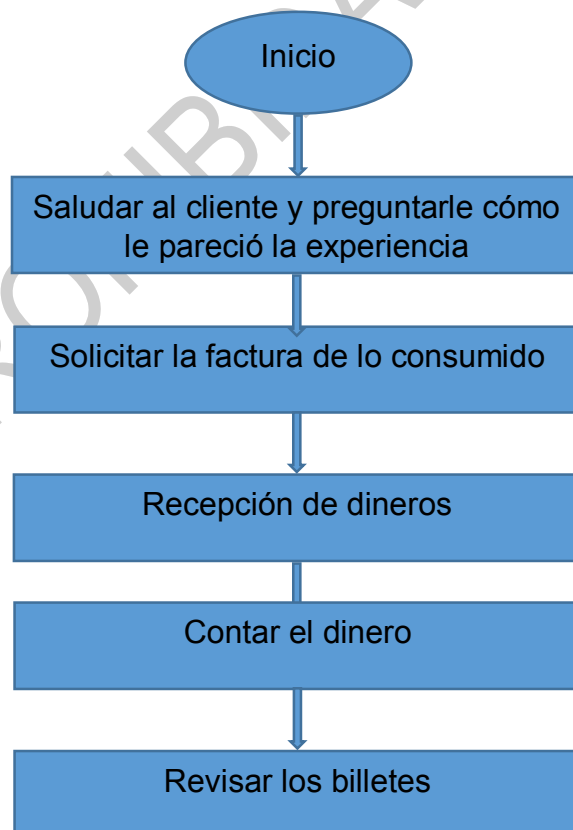 Inicio
Saludar al cliente y preguntarle cómo
le pareció la experiencia
Solicitar la factura de lo consumido
Recepción de dineros
Contar el dinero
Revisar los billetes